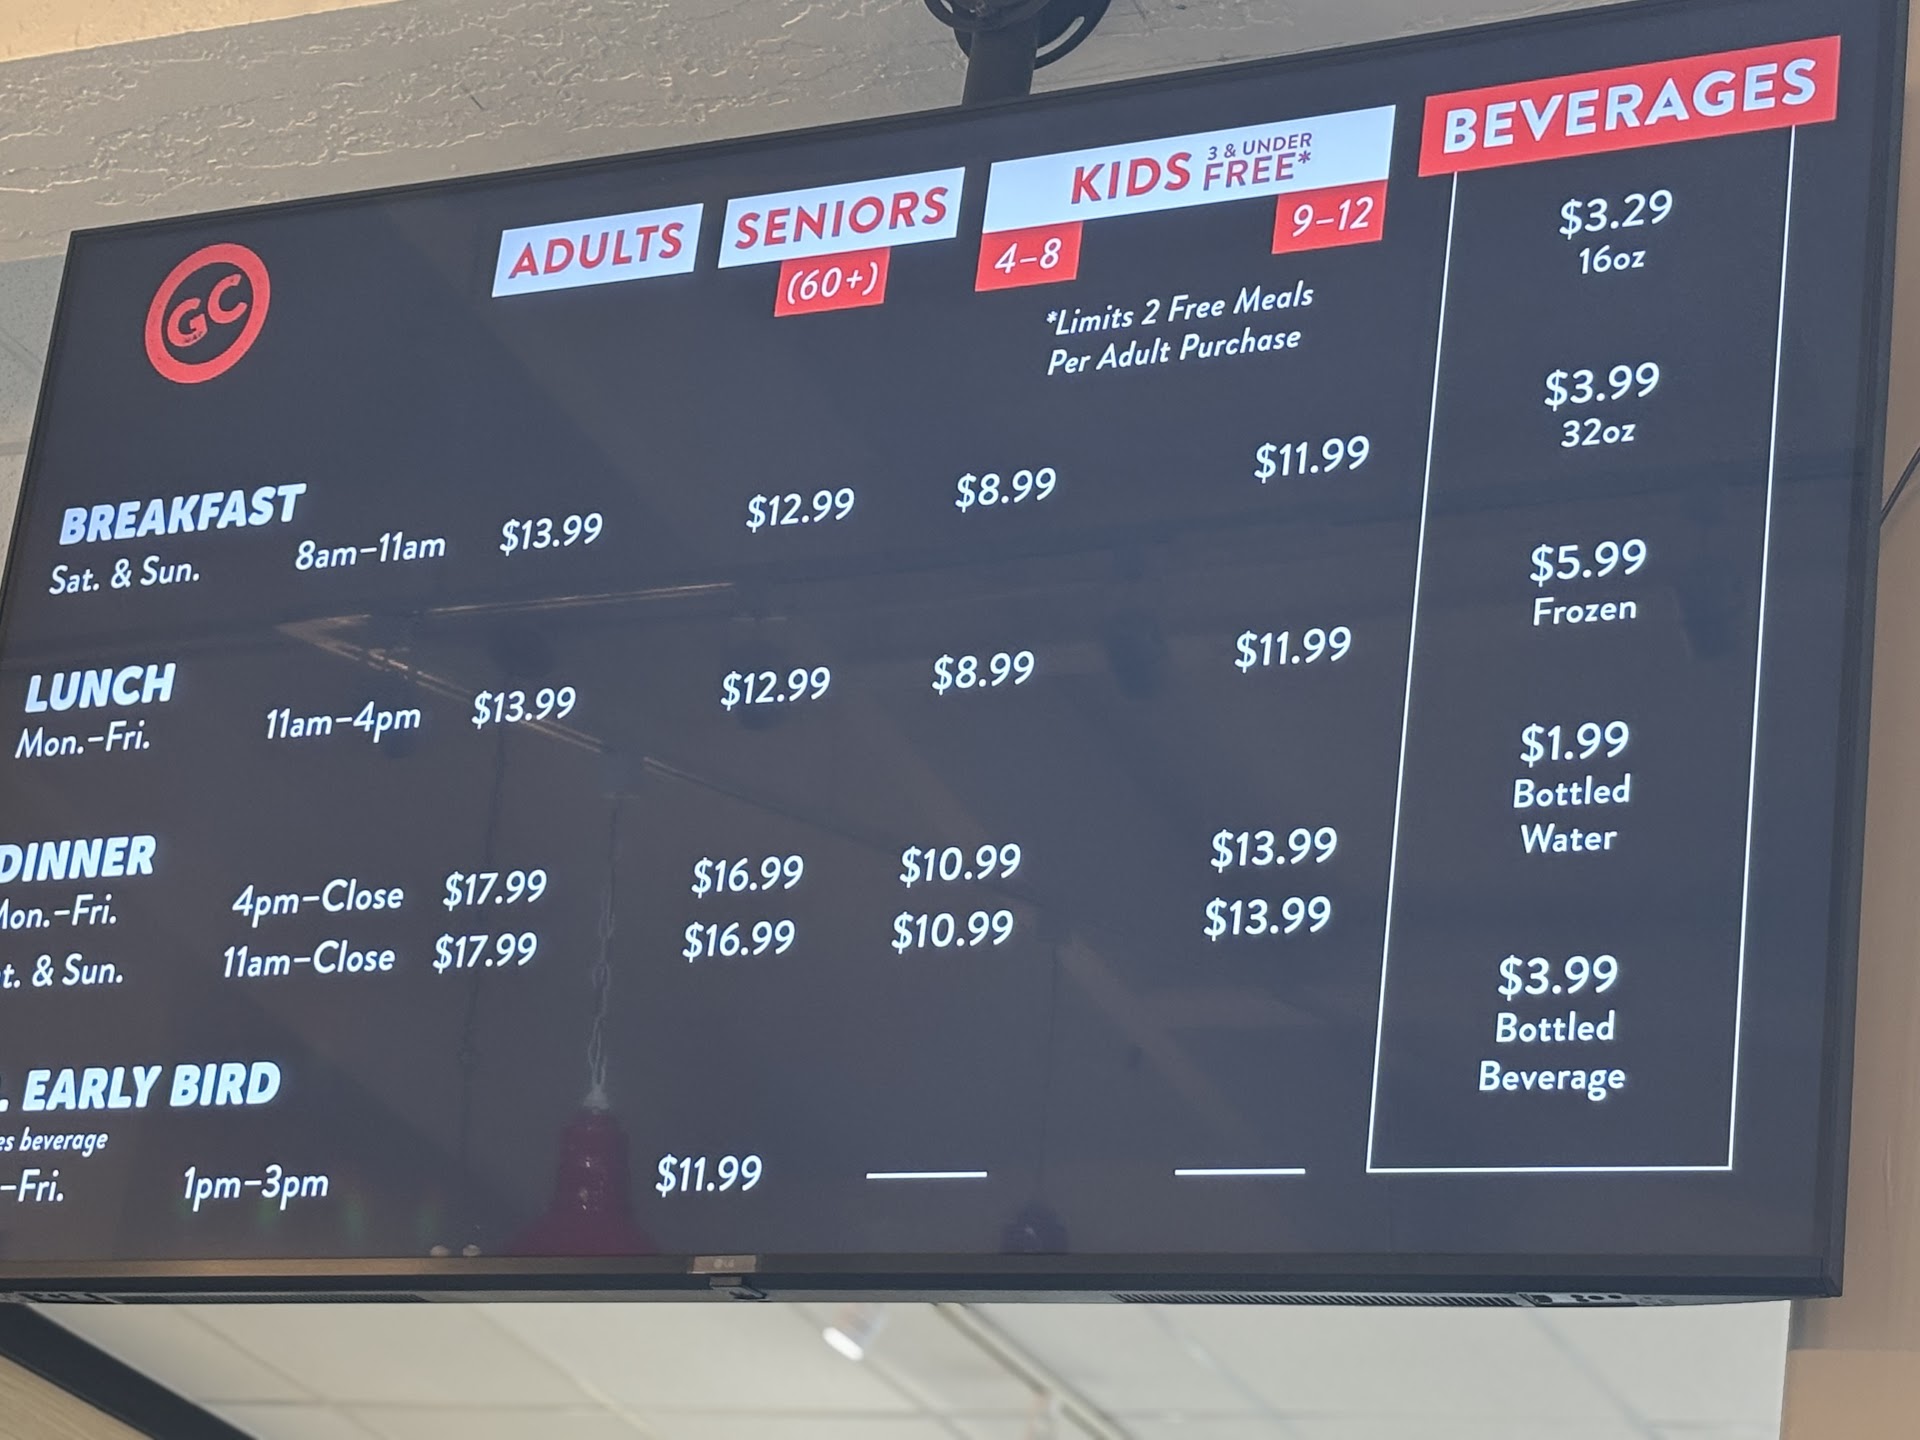 GC
ADULTS
SENIORS
(60+)
KIDS 3 & UNDER FREE*
4-8
9-12
*Limits 2 Free Meals
Per Adult Purchase
BREAKFAST
Sat. & Sun. 8am-11am $13.99 $12.99 $8.99 $11.99
LUNCH
Mon.-Fri. 11am-4pm $13.99 $12.99 $8.99 $11.99
DINNER
Mon.-Fri. 4pm-Close $17.99 $16.99 $10.99 $13.99
t. & Sun. 11am-Close $17.99 $16.99 $10.99 $13.99
. EARLY BIRD
es beverage
-Fri. 1pm-3pm $11.99
BEVERAGES
$3.29
16oz
$3.99
32oz
$5.99
Frozen
$1.99
Bottled
Water
$3.99
Bottled
Beverage
LG